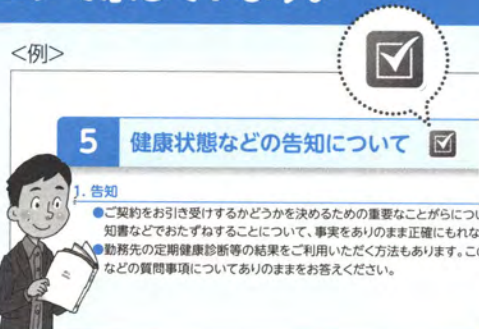 <例>
5 健康状態などの告知について
1. 告知
●ご契約をお引き受けするかどうかを決めるための重要なことがらについ
知書などでおたずねすることについて、事実をありのまま正確にもれな
●勤務先の定期健康診断等の結果をご利用いただく方法もあります。この
などの質問事項についてありのままをお答えください。